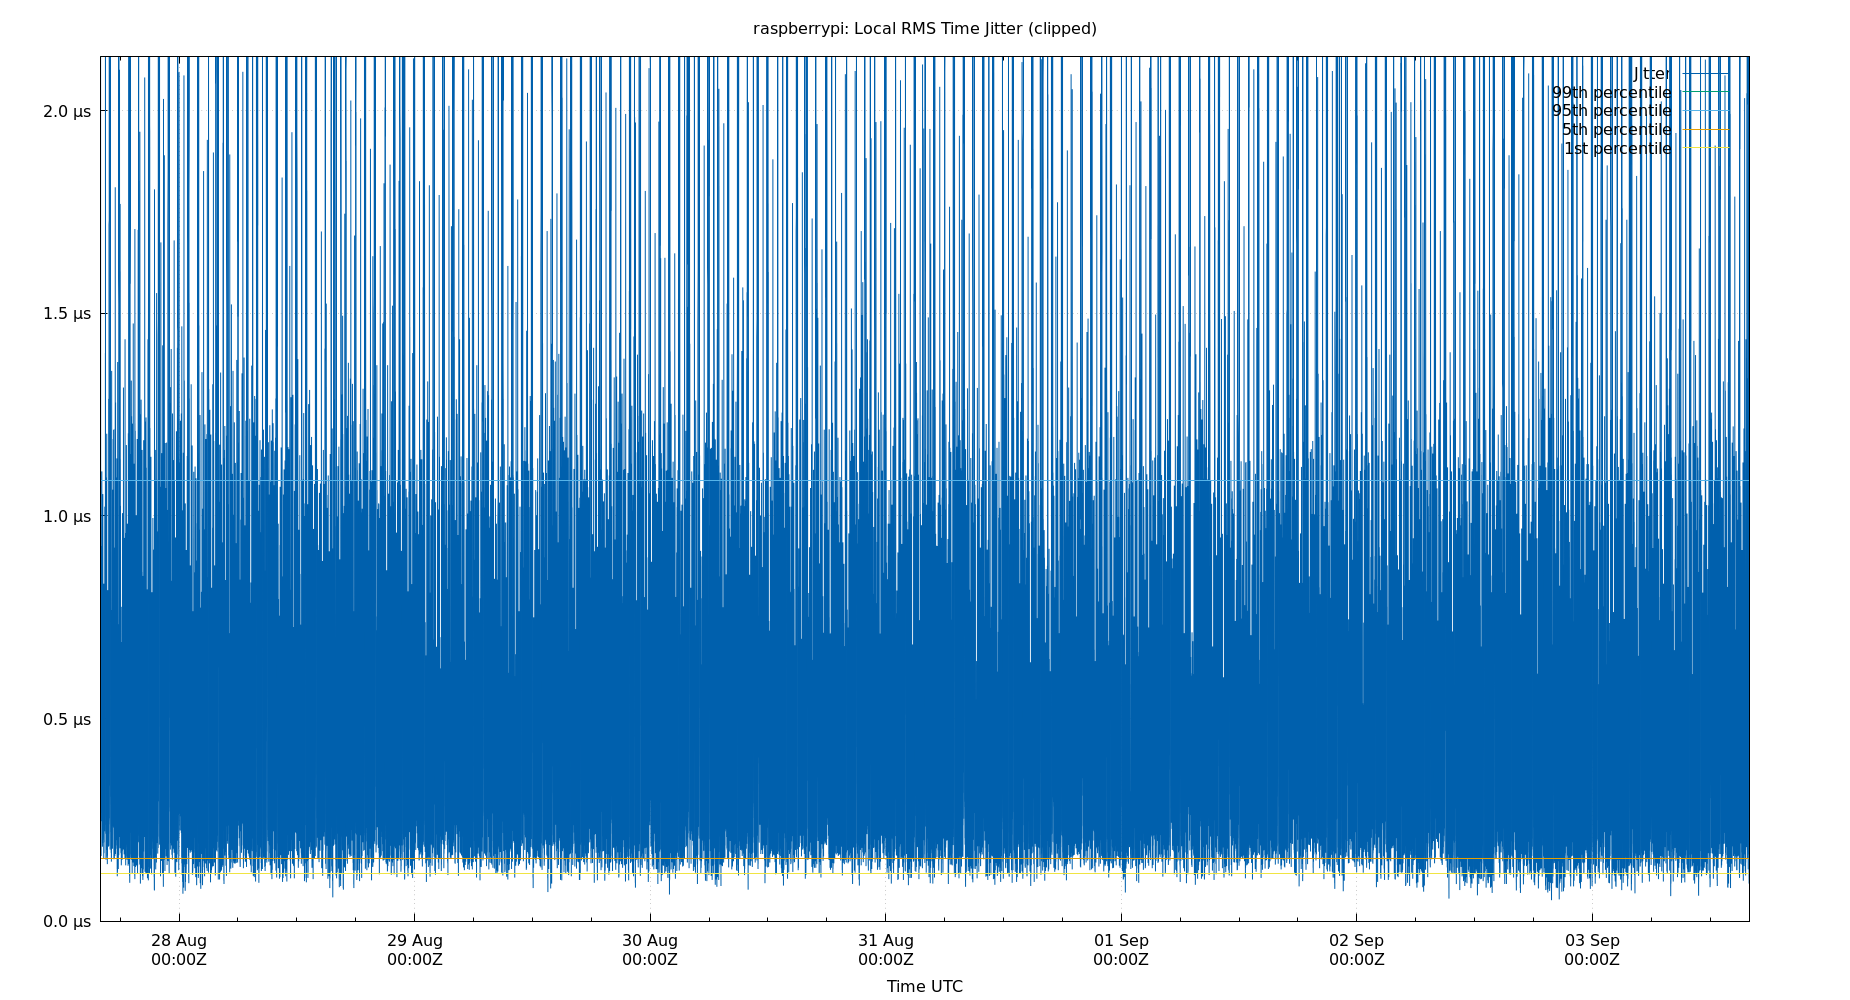 raspberrypi: Local RMS Time Jitter (clipped)
Jitter
99th percentile
95th percentile
5th percentile
1st percentile
2.0 μs
1.5 μs
1.0 μs
0.5 μs
0.0 μs
28 Aug 29 Aug 30 Aug 31 Aug 01 Sep 02 Sep 03 Sep
00:00Z 00:00Z 00:00Z 00:00Z 00:00Z 00:00Z 00:00Z
Time UTC